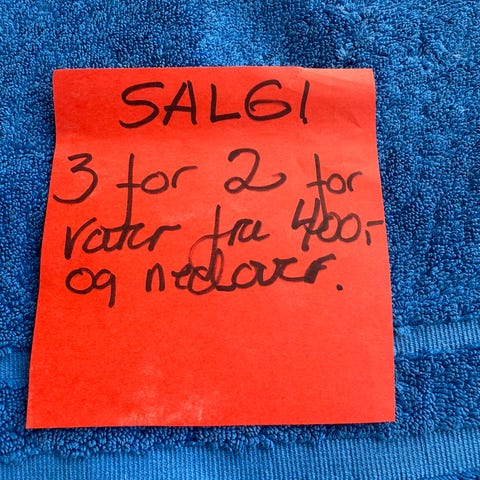 SALG!
3 for 2 for
varer fra 400,-
og nedover.